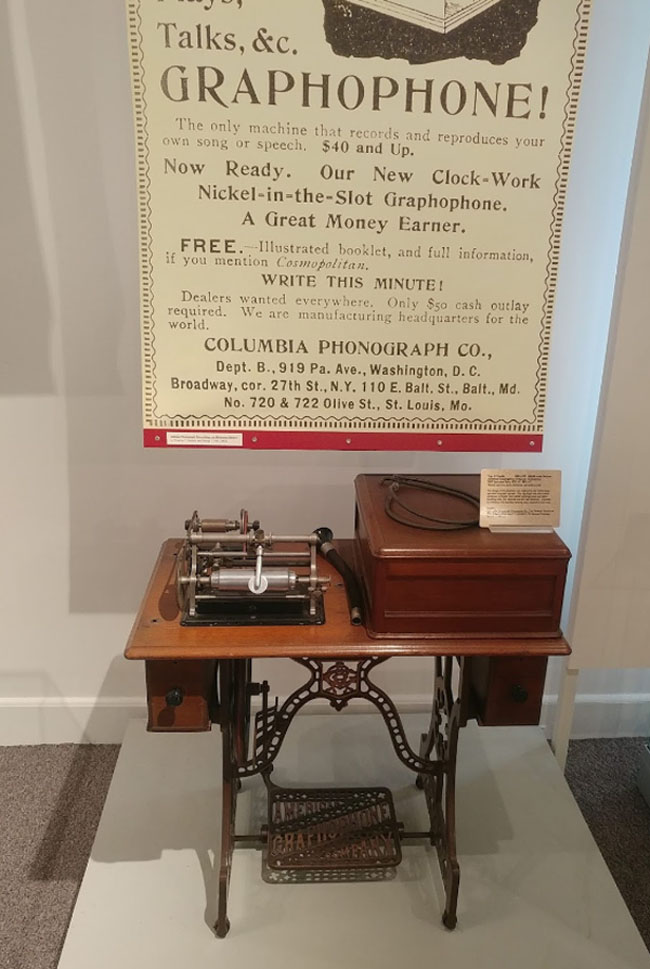 Talks, &c.
GRAPHOPHONE!
The only machine that records and reproduces your
own song or speech. $40 and Up.
Now Ready. Our New Clock-Work
Nickel-in-the-Slot Graphophone.
A Great Money Earner.
FREE.—Illustrated booklet, and full information,
if you mention Cosmopolitan.
WRITE THIS MINUTE!
Dealers wanted everywhere. Only $50 cash outlay
required. We are manufacturing headquarters for the
world.
COLUMBIA PHONOGRAPH CO.,
Dept. B., 919 Pa. Ave., Washington, D. C.
Broadway, cor. 27th St., N.Y. 110 E. Balt. St., Balt., Md.
No. 720 & 722 Olive St., St. Louis, Mo.
AMERICAN
GRAPHOPHONE
COMPANY